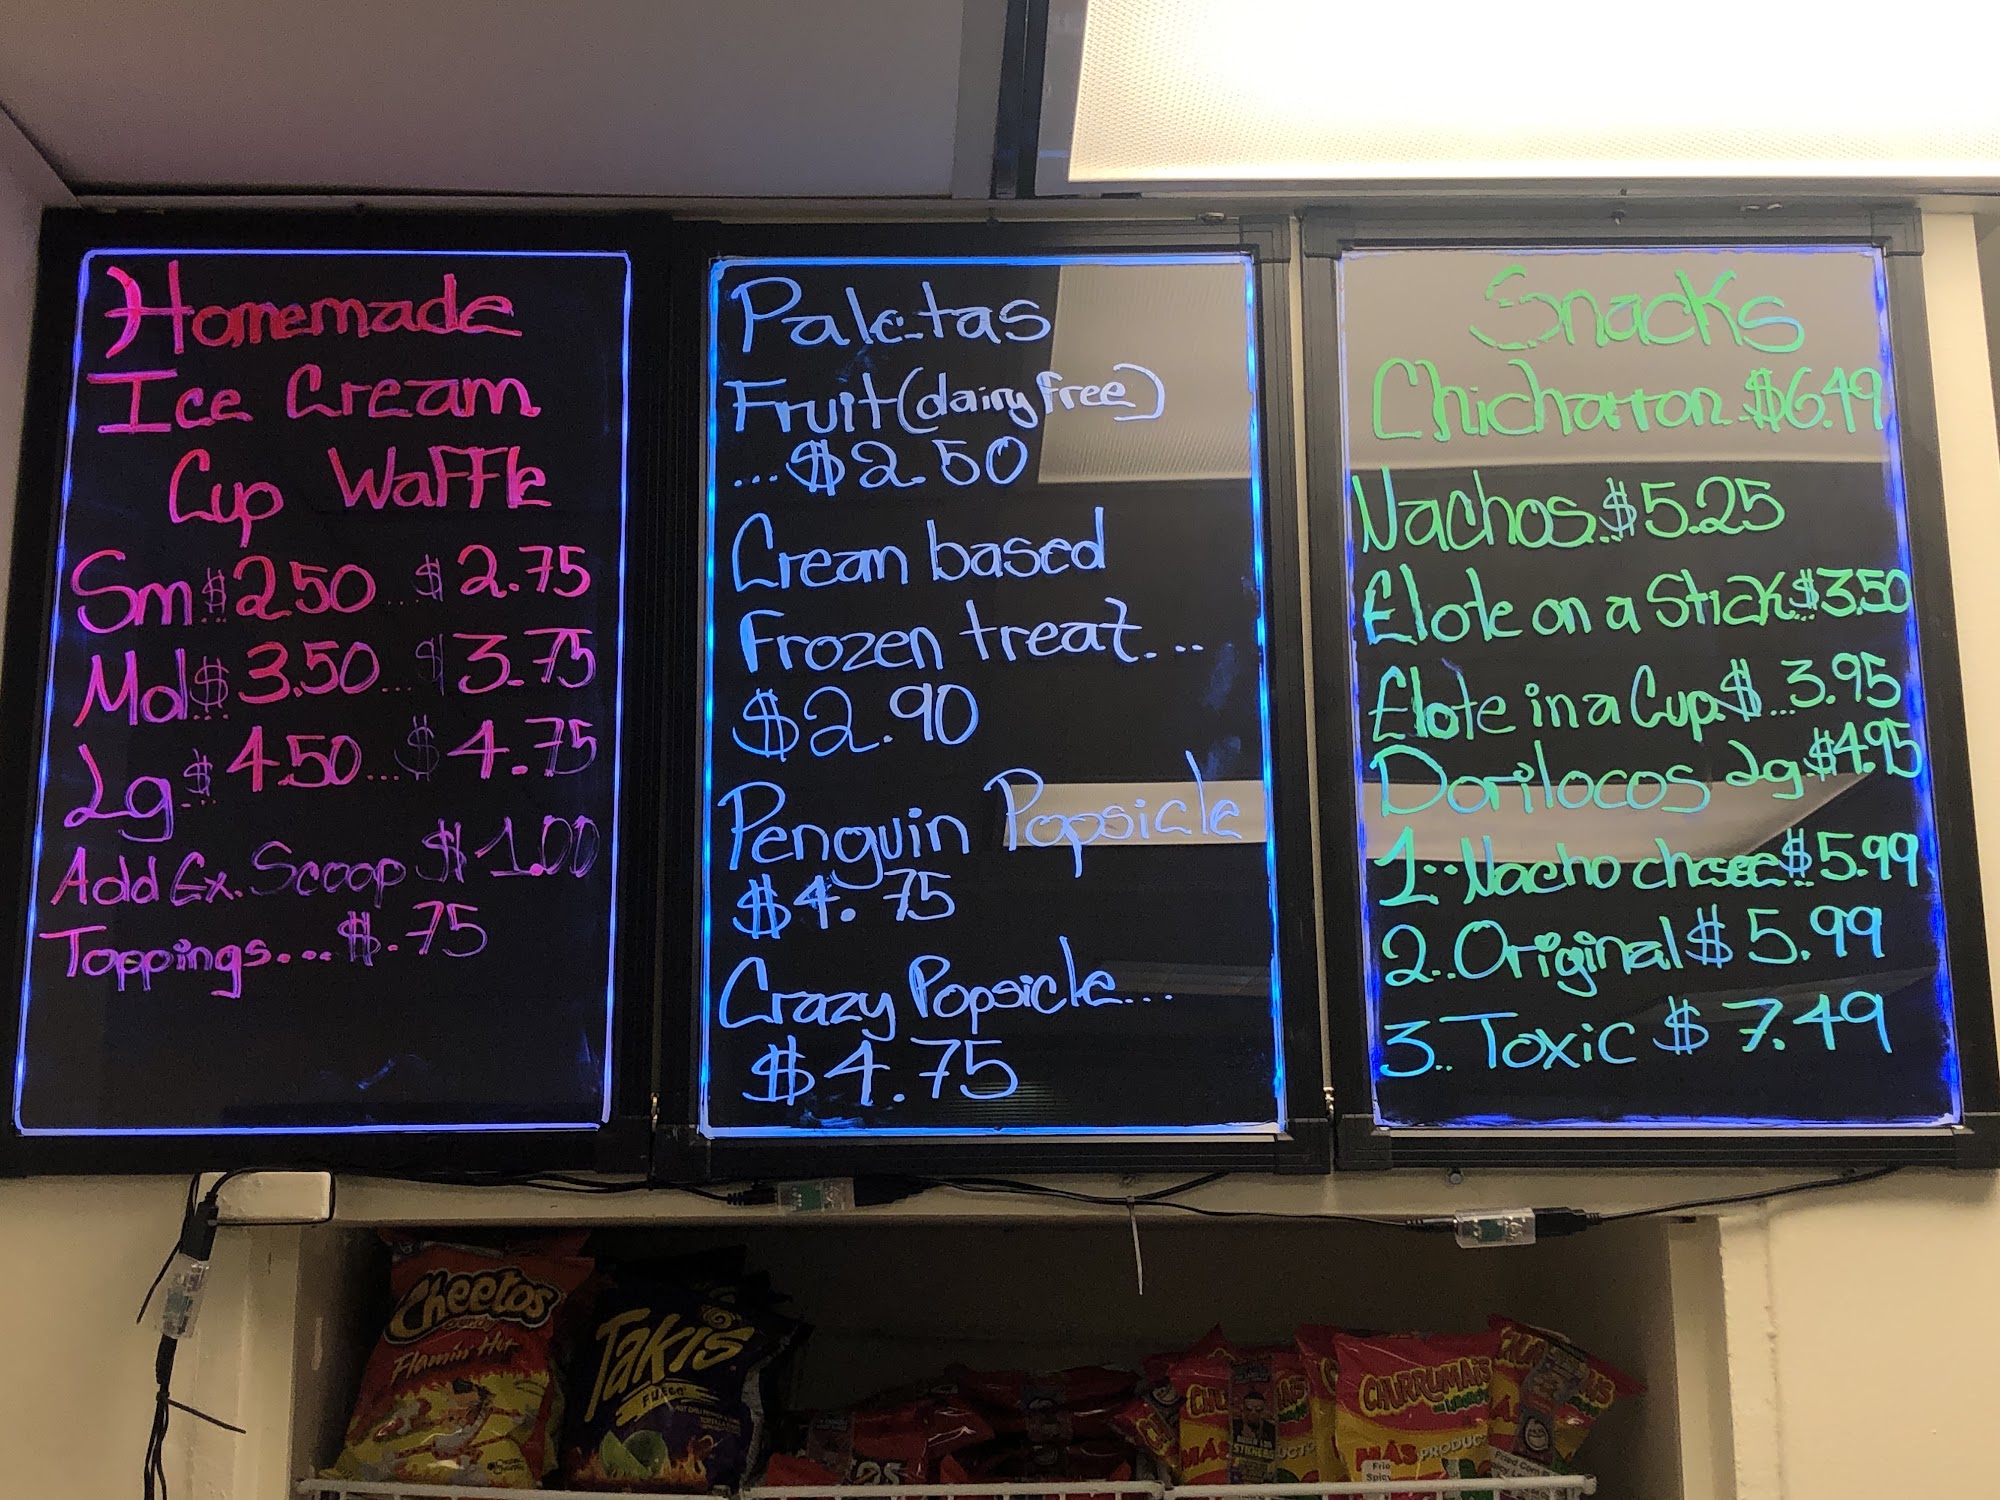 Homemade
Ice Cream
Cup Waffle
Sm $2.50...$2.75
Md $3.50...$3.75
Lg $4.50...$4.75
Add Ex. Scoop $1.00
Toppings...$.75
Paletas
Fruit (dairy free)
...$2.50
Cream based
Frozen treat...
$2.90
Penguin Popsicle
$4.75
Crazy Popsicle...
$4.75
Snacks
Chicharron $6.49
Nachos..$5.25
Elote on a Stick $3.50
Elote in a Cup $...3.95
Dorilocos Lg. $4.95
1..Nacho cheese $5.99
2..Original $5.99
3..Toxic $7.49
Cheetos
Flamin' Hot
Takis
FUEGO
CHURRUMAIS
MÁS PRODUC